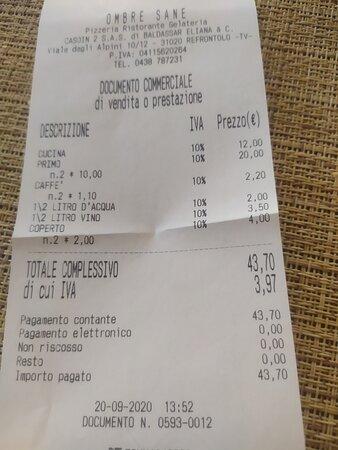 OMBRE SANE
Pizzeria Ristorante Gelateria
CASOIN 2 S.A.S. di BALDASSAR ELIANA & C.
Viale degli Alpini 10/12 - 31020 REFRONTOLO -TV-
P.IVA: 04115620264
TEL. 0438 787231
DOCUMENTO COMMERCIALE
di vendita o prestazione
DESCRIZIONE IVA Prezzo(€)
CUCINA 10% 12,00
PRIMO 10% 20,00
n.2 * 10,00
CAFFE' 10% 2,20
n.2 * 1,10
1\2 LITRO D'ACQUA 10% 2,00
1\2 LITRO VINO 10% 3,50
COPERTO 10% 4,00
n.2 * 2,00
TOTALE COMPLESSIVO 43,70
di cui IVA 3,97
Pagamento contante 43,70
Pagamento elettronico 0,00
Non riscosso 0,00
Resto 0,00
Importo pagato 43,70
20-09-2020 13:52
DOCUMENTO N. 0593-0012